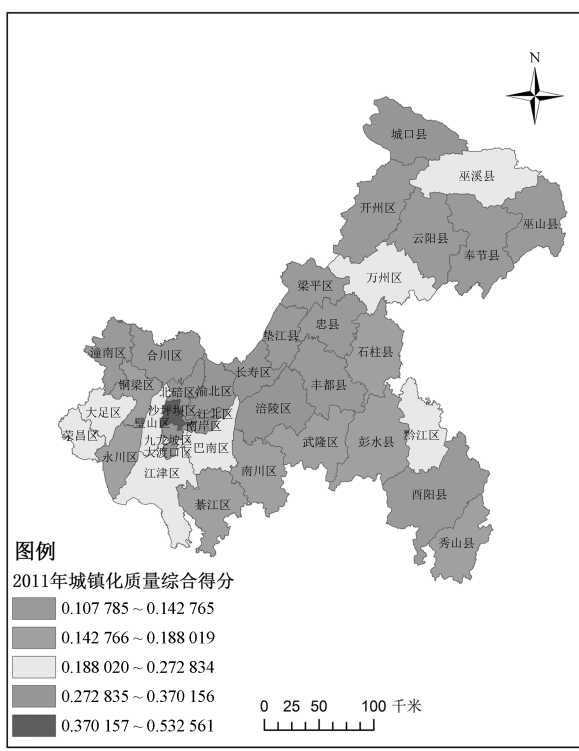 N
城口县
巫溪县
开州区
云阳县
巫山县
奉节县
万州区
梁平区
忠县
垫江县
石柱县
潼南区
合川区
长寿区
铜梁区
北碚区
渝北区
丰都县
大足区
沙坪坝区
江北区
涪陵区
璧山区
南岸区
荣昌区
九龙坡区
巴南区
武隆区
彭水县
黔江区
永川区
大渡口区
江津区
南川区
綦江区
酉阳县
秀山县
图例
2011年城镇化质量综合得分
0.107 785～0.142 765
0.142 766～0.188 019
0.188 020～0.272 834
0.272 835～0.370 156
0.370 157～0.532 561
0 25 50 100 千米